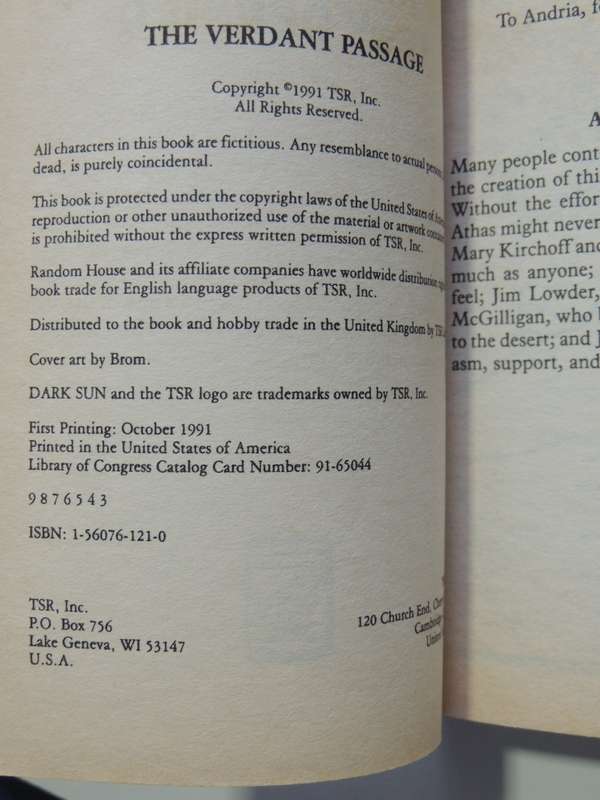 THE VERDANT PASSAGE
Copyright ©1991 TSR, Inc.
All Rights Reserved.
All characters in this book are fictitious. Any resemblance to actual persons,
dead, is purely coincidental.
This book is protected under the copyright laws of the United States of
reproduction or other unauthorized use of the material or artwork
is prohibited without the express written permission of TSR, Inc.
Random House and its affiliate companies have worldwide distribution
book trade for English language products of TSR, Inc.
Distributed to the book and hobby trade in the United Kingdom by
Cover art by Brom.
DARK SUN and the TSR logo are trademarks owned by TSR, Inc.
First Printing: October 1991
Printed in the United States of America
Library of Congress Catalog Card Number: 91-65044
9 8 7 6 5 4 3
ISBN: 1-56076-121-0
TSR, Inc.
P.O. Box 756
Lake Geneva, WI 53147
U.S.A.
120 Church End,
To Andria,
A
Many people
the creation of
Without the
Athas might never
Mary Kirchoff and
much as anyone;
feel; Jim Lowder,
McGilligan, who
to the desert; and
asm, support, and